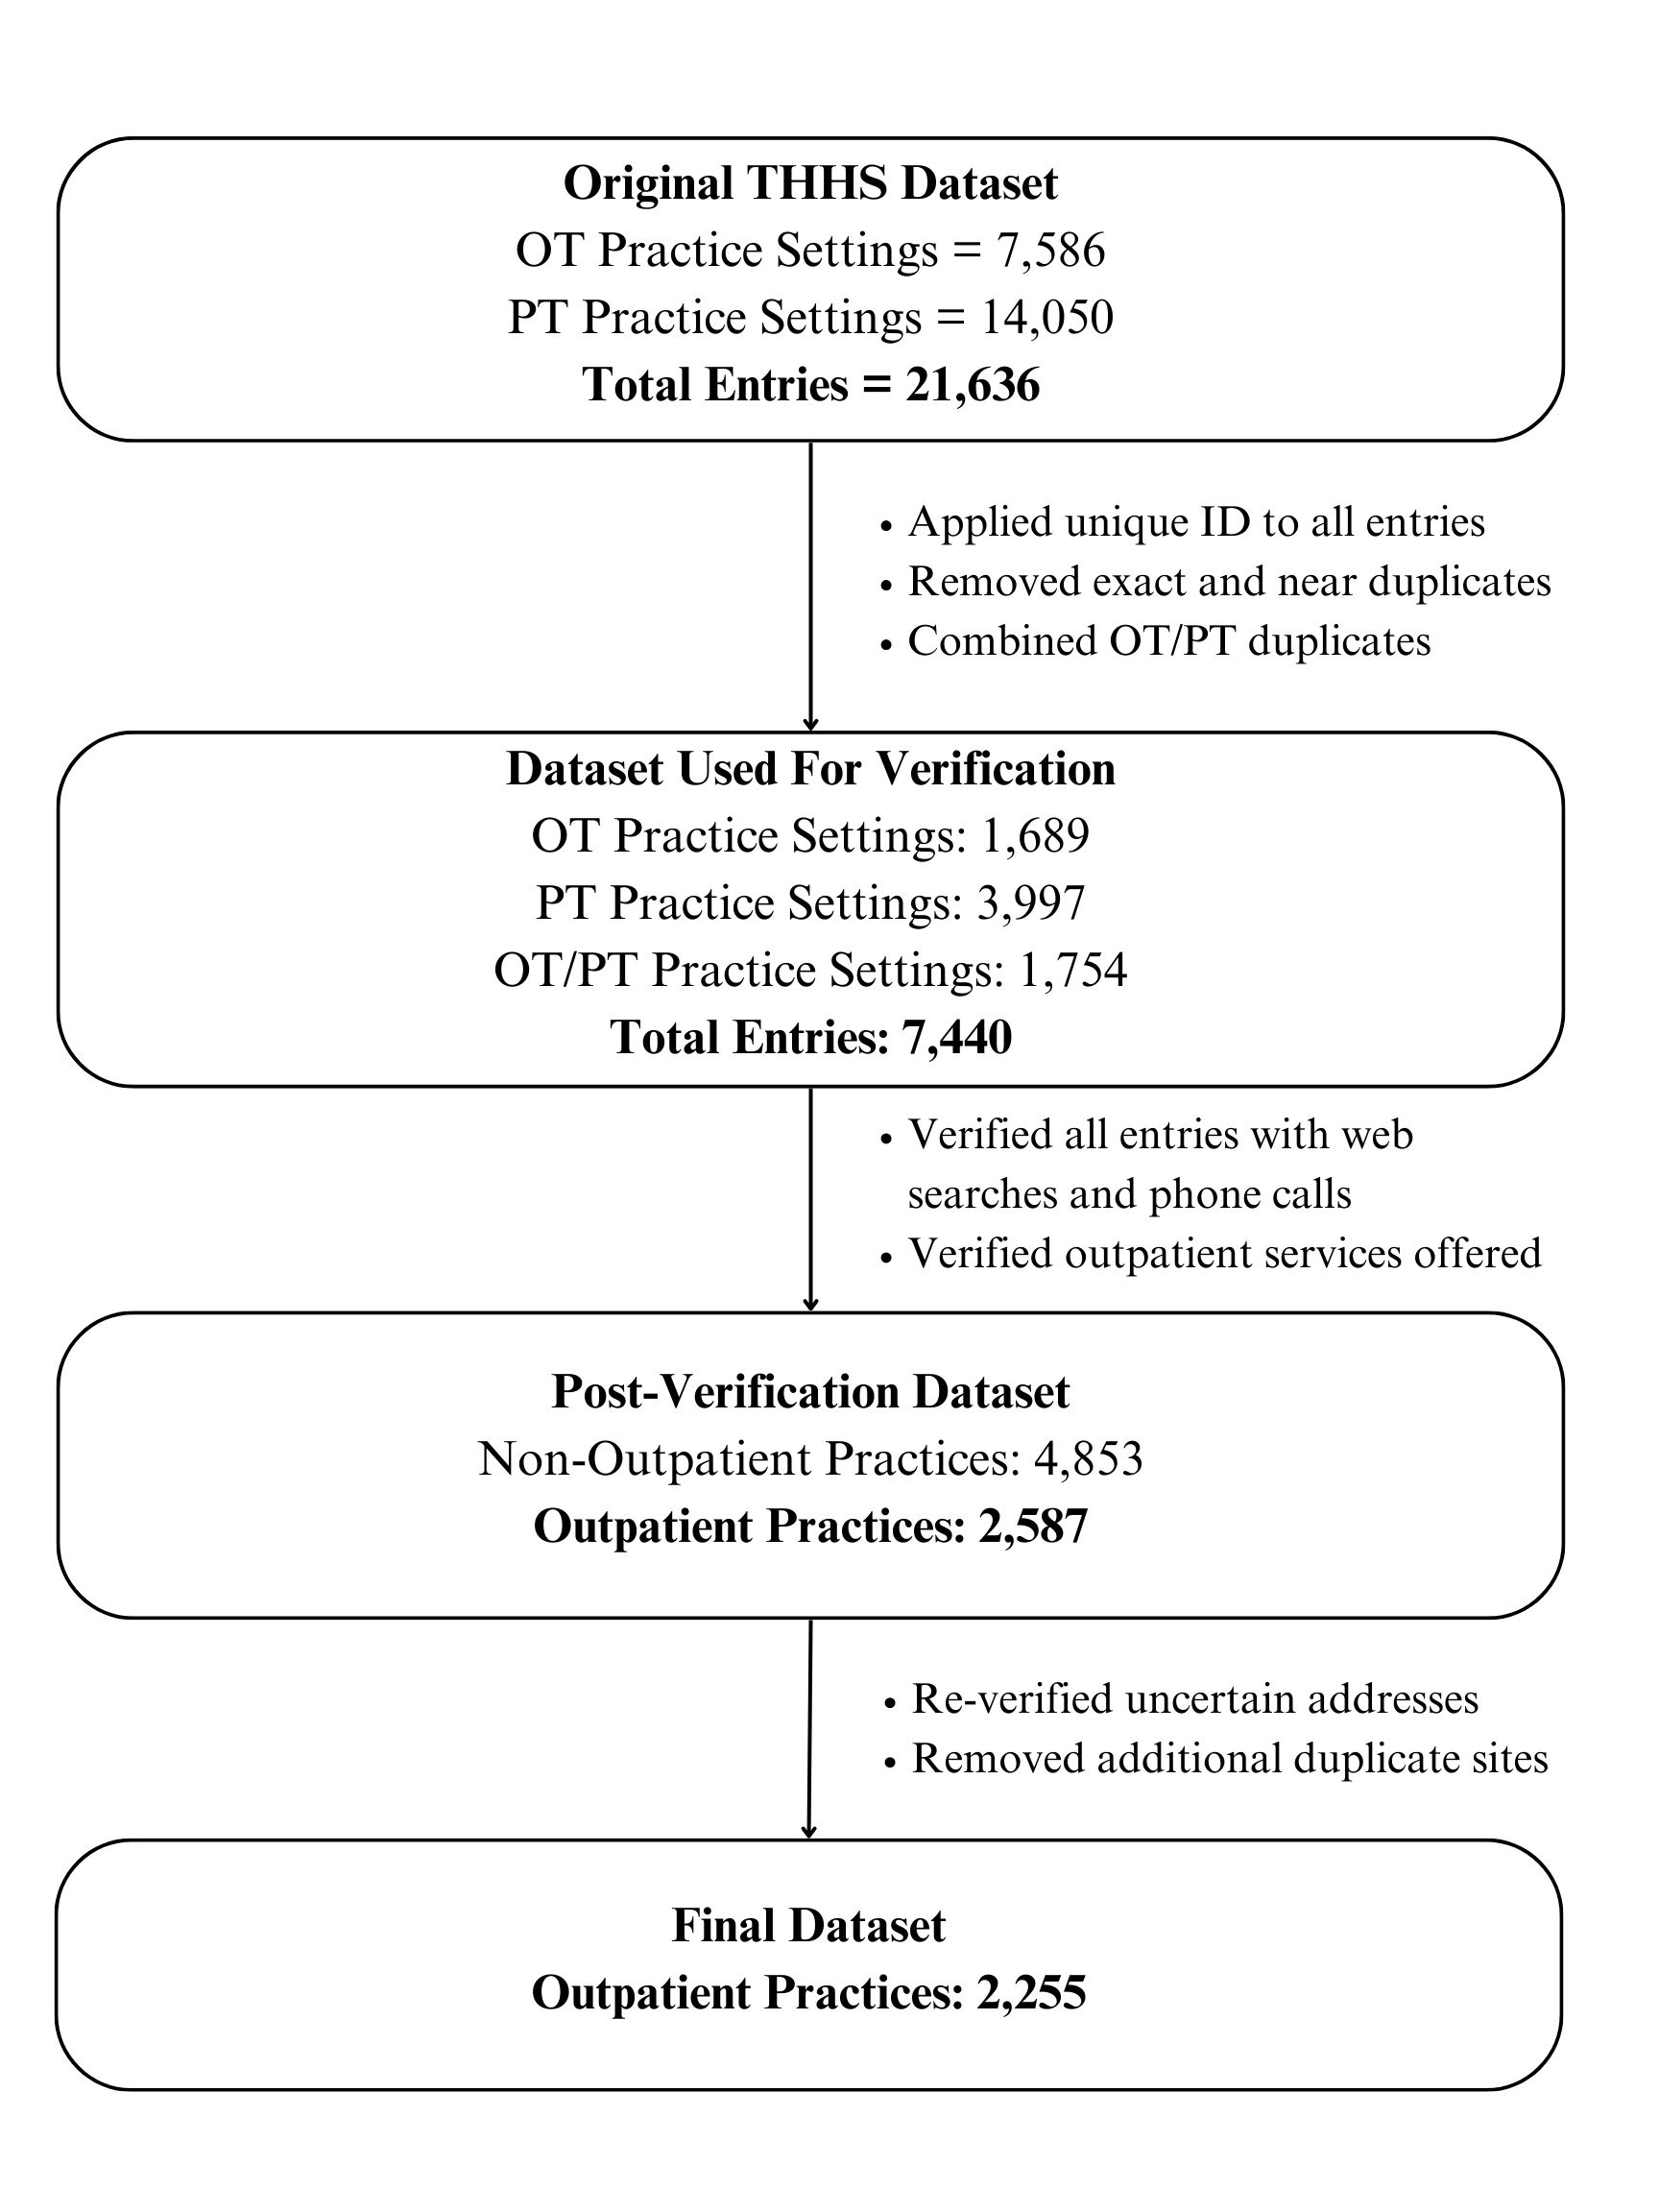 Original THHS Dataset
OT Practice Settings = 7,586
PT Practice Settings = 14,050
Total Entries = 21,636
• Applied unique ID to all entries
• Removed exact and near duplicates
• Combined OT/PT duplicates
Dataset Used For Verification
OT Practice Settings: 1,689
PT Practice Settings: 3,997
OT/PT Practice Settings: 1,754
Total Entries: 7,440
• Verified all entries with web
searches and phone calls
• Verified outpatient services offered
Post-Verification Dataset
Non-Outpatient Practices: 4,853
Outpatient Practices: 2,587
• Re-verified uncertain addresses
• Removed additional duplicate sites
Final Dataset
Outpatient Practices: 2,255